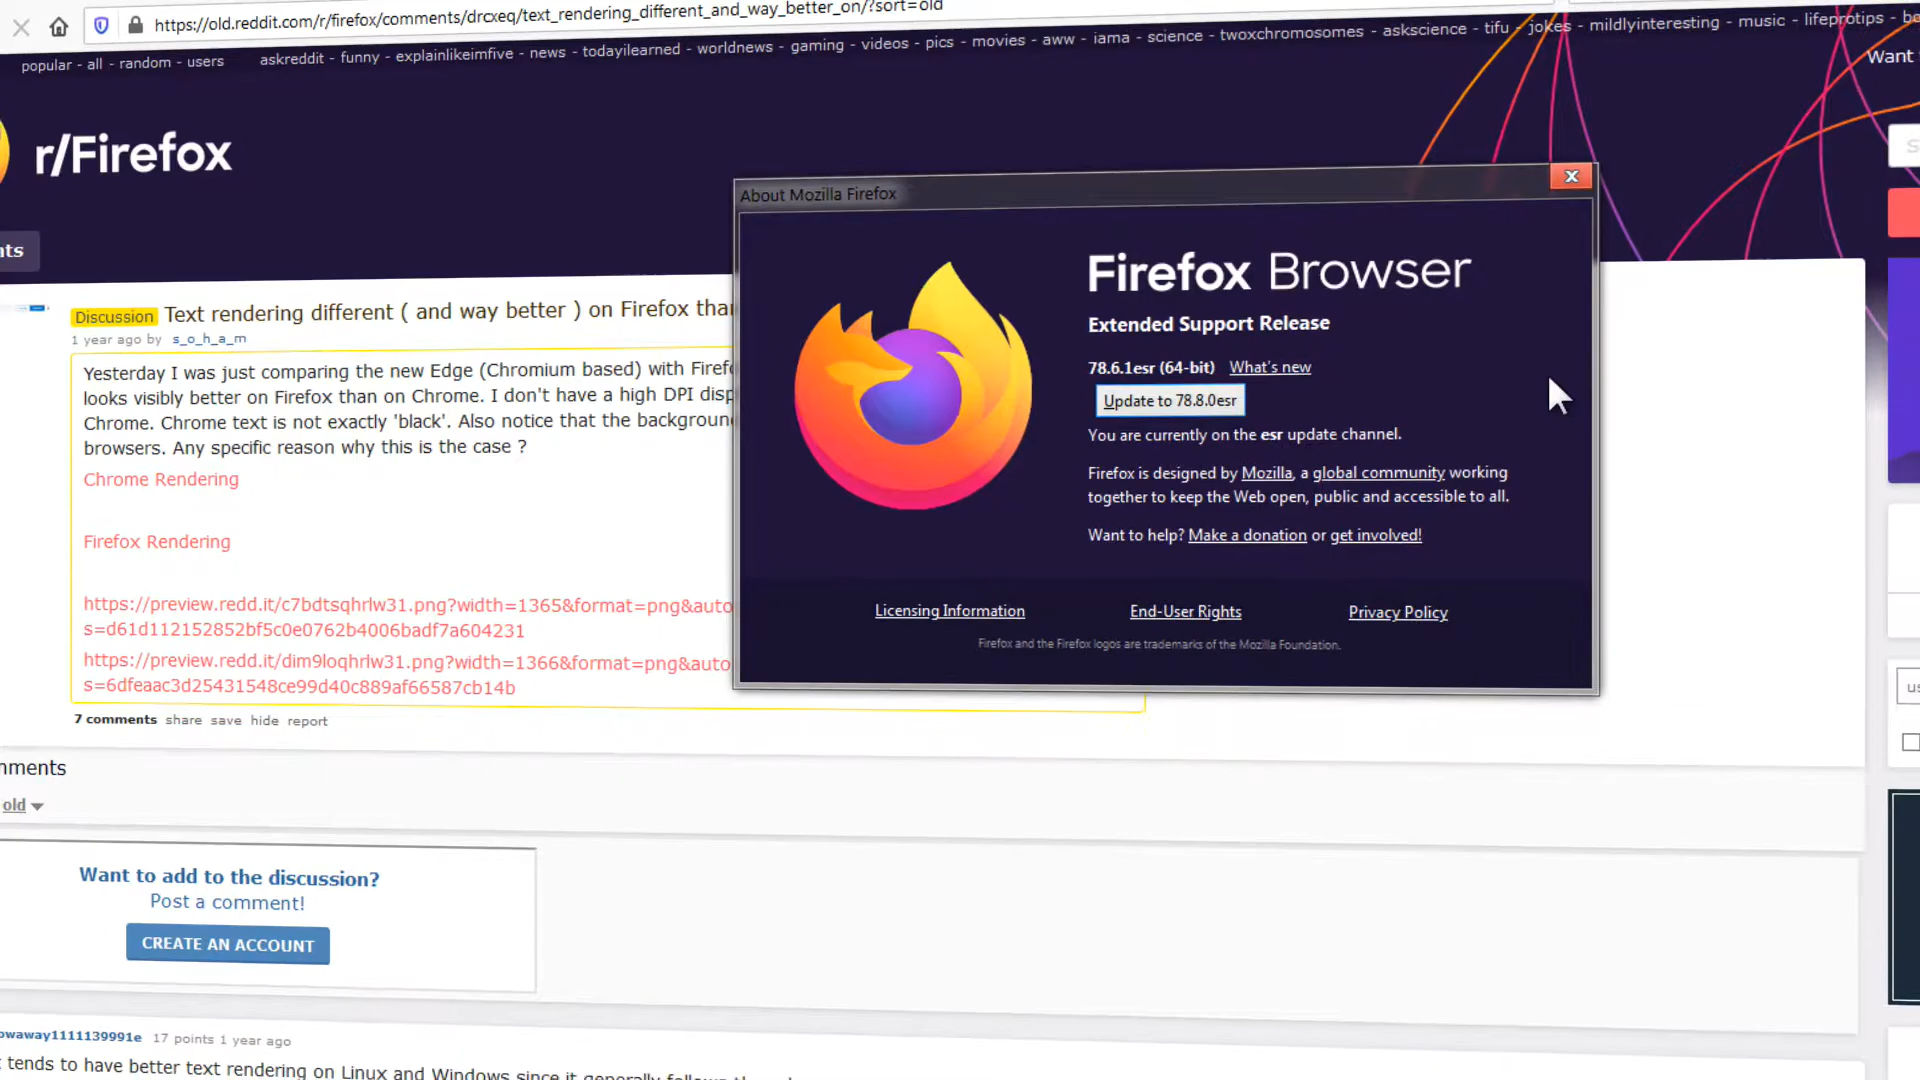 https://old.reddit.com/r/firefox/comments/drcxeq/text_rendering_different_and_way_better_on/?sort=old
popular - all - random - users askreddit - funny - explainlikeimfive - news - todayilearned - worldnews - gaming - videos - pics - movies - aww - iama - science - twoxchromosomes - askscience - tifu - jokes - mildlyinteresting - music - lifeprotips
Want
r/Firefox
nts
About Mozilla Firefox
Firefox Browser
Extended Support Release
78.6.1esr (64-bit) What's new
Update to 78.8.0esr
You are currently on the esr update channel.
Firefox is designed by Mozilla, a global community working
together to keep the Web open, public and accessible to all.
Want to help? Make a donation or get involved!
Licensing Information End-User Rights Privacy Policy
Firefox and the Firefox logos are trademarks of the Mozilla Foundation.
Discussion Text rendering different ( and way better ) on Firefox than
1 year ago by s_o_h_a_m
Yesterday I was just comparing the new Edge (Chromium based) with Firefo
looks visibly better on Firefox than on Chrome. I don't have a high DPI disp
Chrome. Chrome text is not exactly 'black'. Also notice that the background
browsers. Any specific reason why this is the case ?
Chrome Rendering
Firefox Rendering
https://preview.redd.it/c7bdtsqhrlw31.png?width=1365&format=png&auto
s=d61d112152852bf5c0e0762b4006badf7a604231
https://preview.redd.it/dim9loqhrlw31.png?width=1366&format=png&auto
s=6dfeaac3d25431548ce99d40c889af66587cb14b
7 comments share save hide report
mments
old
Want to add to the discussion?
Post a comment!
CREATE AN ACCOUNT
owaway1111139991e 17 points 1 year ago
tends to have better text rendering on Linux and Windows since it generally follows